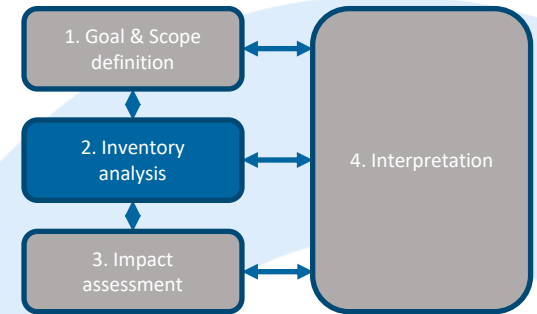 1. Goal & Scope
definition
2. Inventory
analysis
4. Interpretation
3. Impact
assessment